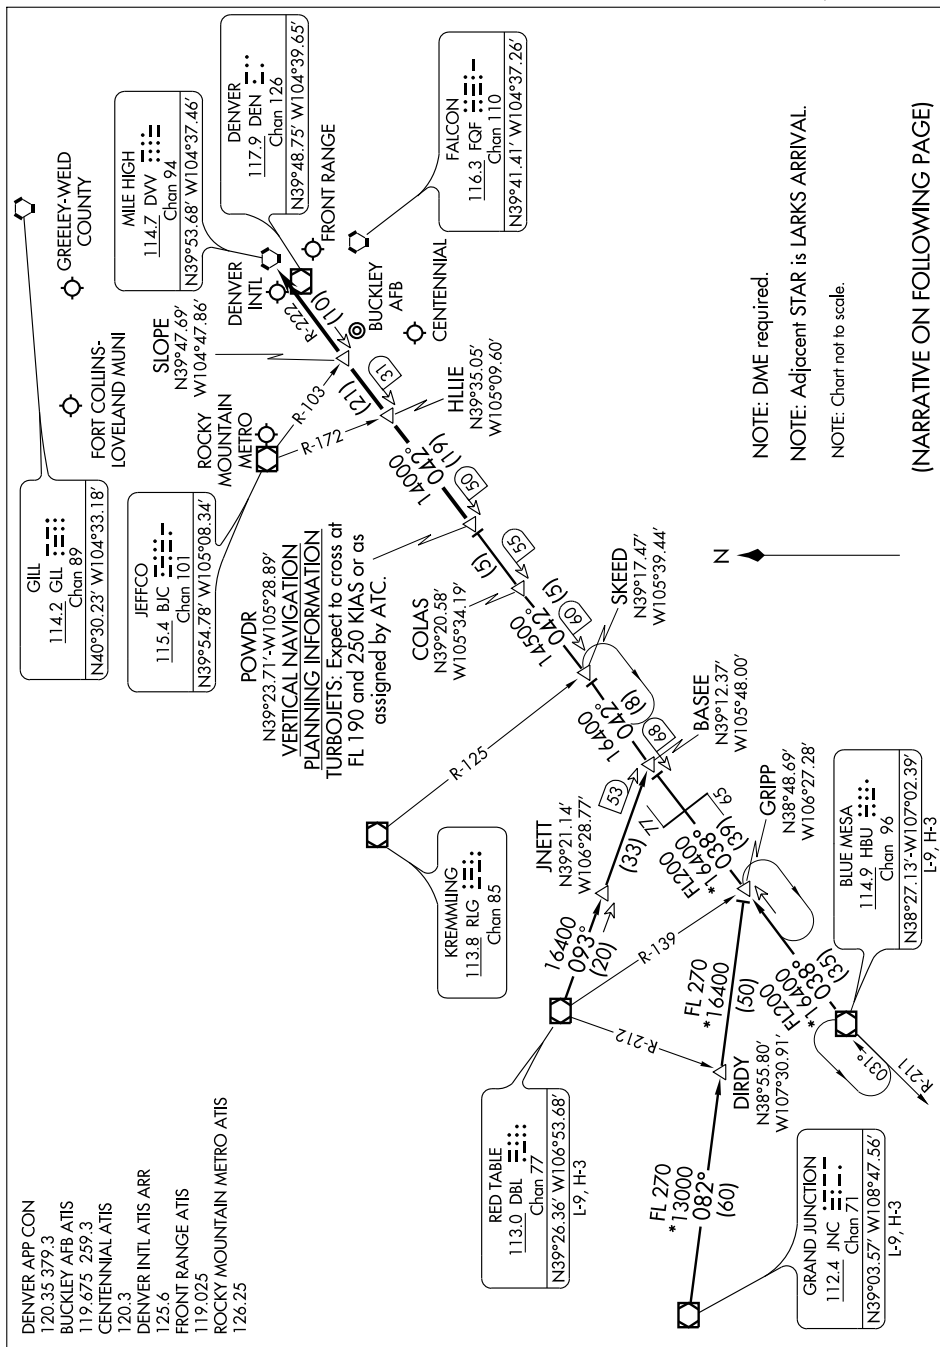 DENVER APP CON
120.35 379.3
BUCKLEY AFB ATIS
119.675 259.3
CENTENNIAL ATIS
120.3
DENVER INTL ATIS ARR
125.6
FRONT RANGE ATIS
119.025
ROCKY MOUNTAIN METRO ATIS
126.25
GILL
114.2 GLL
Chan 89
N40°30.23' W104°33.18'
FORT COLLINS-
LOVELAND MUNI
GREELEY-WELD
COUNTY
MILE HIGH
114.7 DVV
Chan 94
N39°53.68' W104°37.46'
DENVER
117.9 DEN
Chan 126
N39°48.75' W104°39.65'
FALCON
116.3 FQF
Chan 110
N39°41.41' W104°37.26'
JEFFCO
115.4 BJC
Chan 101
N39°54.78' W105°08.34'
ROCKY
MOUNTAIN
METRO
DENVER
INTL
FRONT RANGE
BUCKLEY
AFB
CENTENNIAL
SLOPE
N39°47.69'
W104°47.86'
R-222
(10)
R-103
R-172
(21)
31
HLLIE
N39°35.05'
W105°09.60'
14000
042°
(19)
50
POWDR
N39°23.71'-W105°28.89'
VERTICAL NAVIGATION
PLANNING INFORMATION
TURBOJETS: Expect to cross at
FL 190 and 250 KIAS or as
assigned by ATC.
(5)
55
COLAS
N39°20.58'
W105°34.19'
14500
042°
(5)
60
SKEED
N39°17.47'
W105°39.44'
R-125
16400
042°
(8)
68
BASEE
N39°12.37'
W105°48.00'
KREMMLING
113.8 RLG
Chan 85
JNETT
N39°21.14'
W106°28.77'
53
(33)
77
65
FL200
*16400
038°
(39)
GRIPP
N38°48.69'
W106°27.28'
16400
093°
(20)
R-139
R-212
RED TABLE
113.0 DBL
Chan 77
N39°26.36' W106°53.68'
L-9, H-3
FL 270
*16400
(50)
DIRDY
N38°55.80'
W107°30.91'
FL200
*16400
038°
(35)
BLUE MESA
114.9 HBU
Chan 96
N38°27.13'-W107°02.39'
L-9, H-3
031°
R-211
FL 270
*13000
082°
(60)
GRAND JUNCTION
112.4 JNC
Chan 71
N39°03.57' W108°47.56'
L-9, H-3
N
NOTE: DME required.
NOTE: Adjacent STAR is LARKS ARRIVAL.
NOTE: Chart not to scale.
(NARRATIVE ON FOLLOWING PAGE)